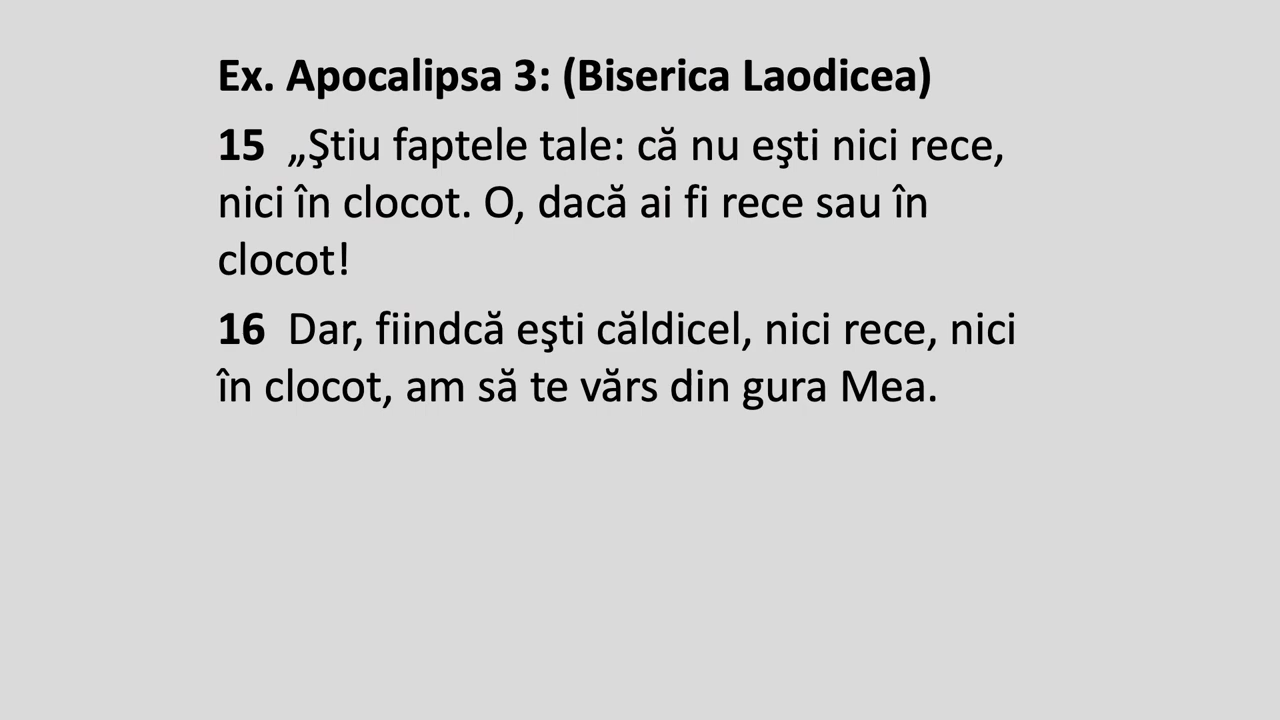 Ex. Apocalipsa 3: (Biserica Laodicea)
15 „Ştiu faptele tale: că nu eşti nici rece,
nici în clocot. O, dacă ai fi rece sau în
clocot!
16 Dar, fiindcă eşti căldicel, nici rece, nici
în clocot, am să te vărs din gura Mea.